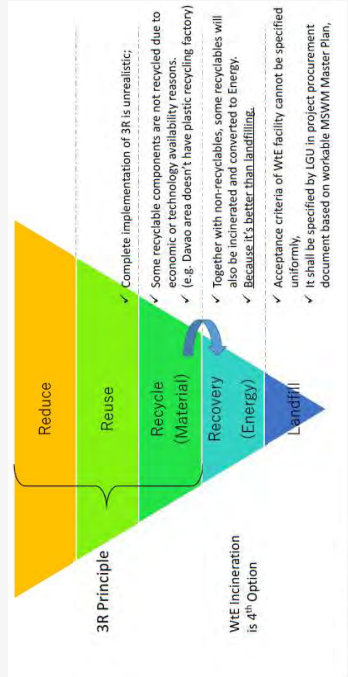 Reduce
Reuse
Recycle
(Material)
Recovery
(Energy)
Landfill
3R Principle
WtE Incineration
is 4th Option
✓ Complete implementation of 3R is unrealistic;
✓ Some recyclable components are not recycled due to
economic or technology availability reasons.
✓ (e.g. Davao area doesn't have plastic recycling factory)
✓ Together with non-recyclables, some recyclables will
also be incinerated and converted to Energy.
✓ Because it's better than landfilling.
✓ Acceptance criteria of WtE facility cannot be specified
uniformly,
✓ It shall be specified by LGU in project procurement
document based on workable MSWM Master Plan,